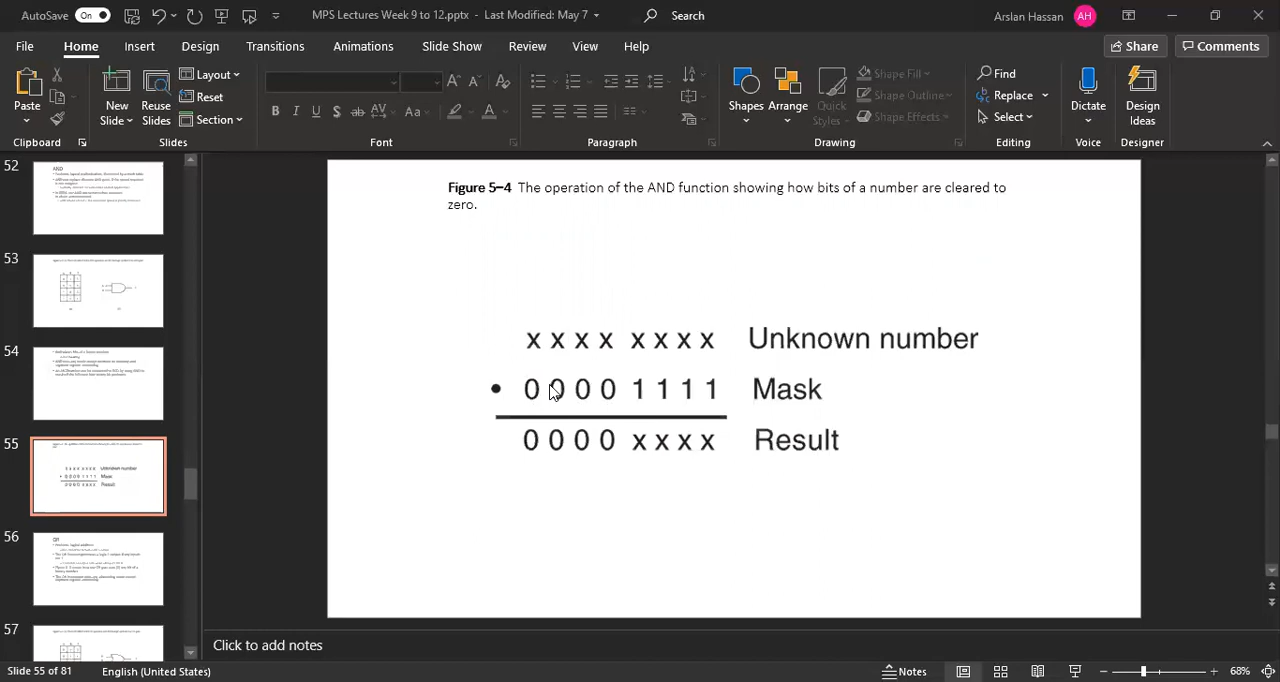 AutoSave On MPS Lectures Week 9 to 12.pptx - Last Modified: May 7 Search Arslan Hassan AH
File Home Insert Design Transitions Animations Slide Show Review View Help Share Comments
Paste New Slide Reuse Slides Layout Reset Section
B I U S ab AV Aa A
Shapes Arrange Quick Styles Shape Fill Shape Outline Shape Effects
Find Replace Select Dictate Design Ideas
Clipboard Slides Font Paragraph Drawing Editing Voice Designer
52
AND
53
54
55
56
OR
57
Figure 5–4 The operation of the AND function showing how bits of a number are cleared to
zero.
x x x x x x x x Unknown number
• 0 0 0 0 1 1 1 1 Mask
0 0 0 0 x x x x Result
Click to add notes
Slide 55 of 81 English (United States) Notes 68%